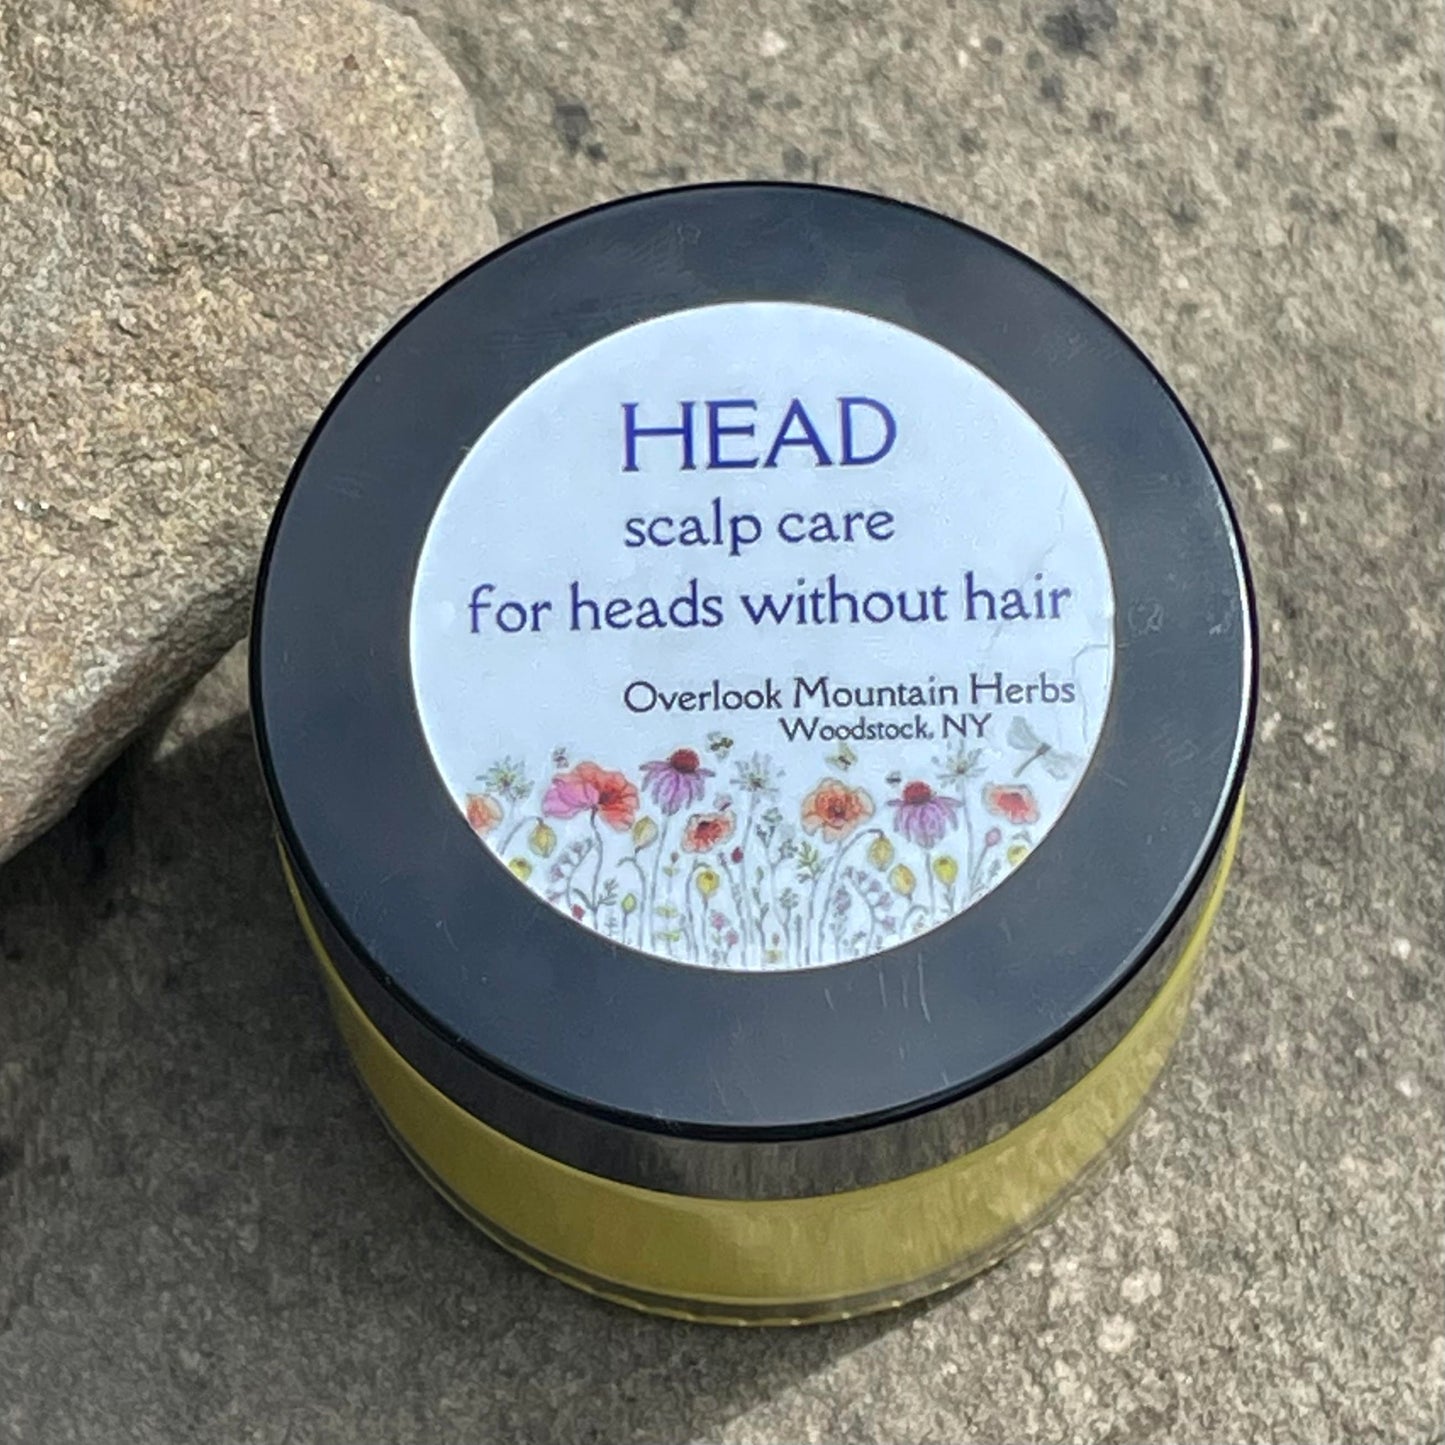 HEAD
scalp care
for heads without hair
Overlook Mountain Herbs
Woodstock, NY